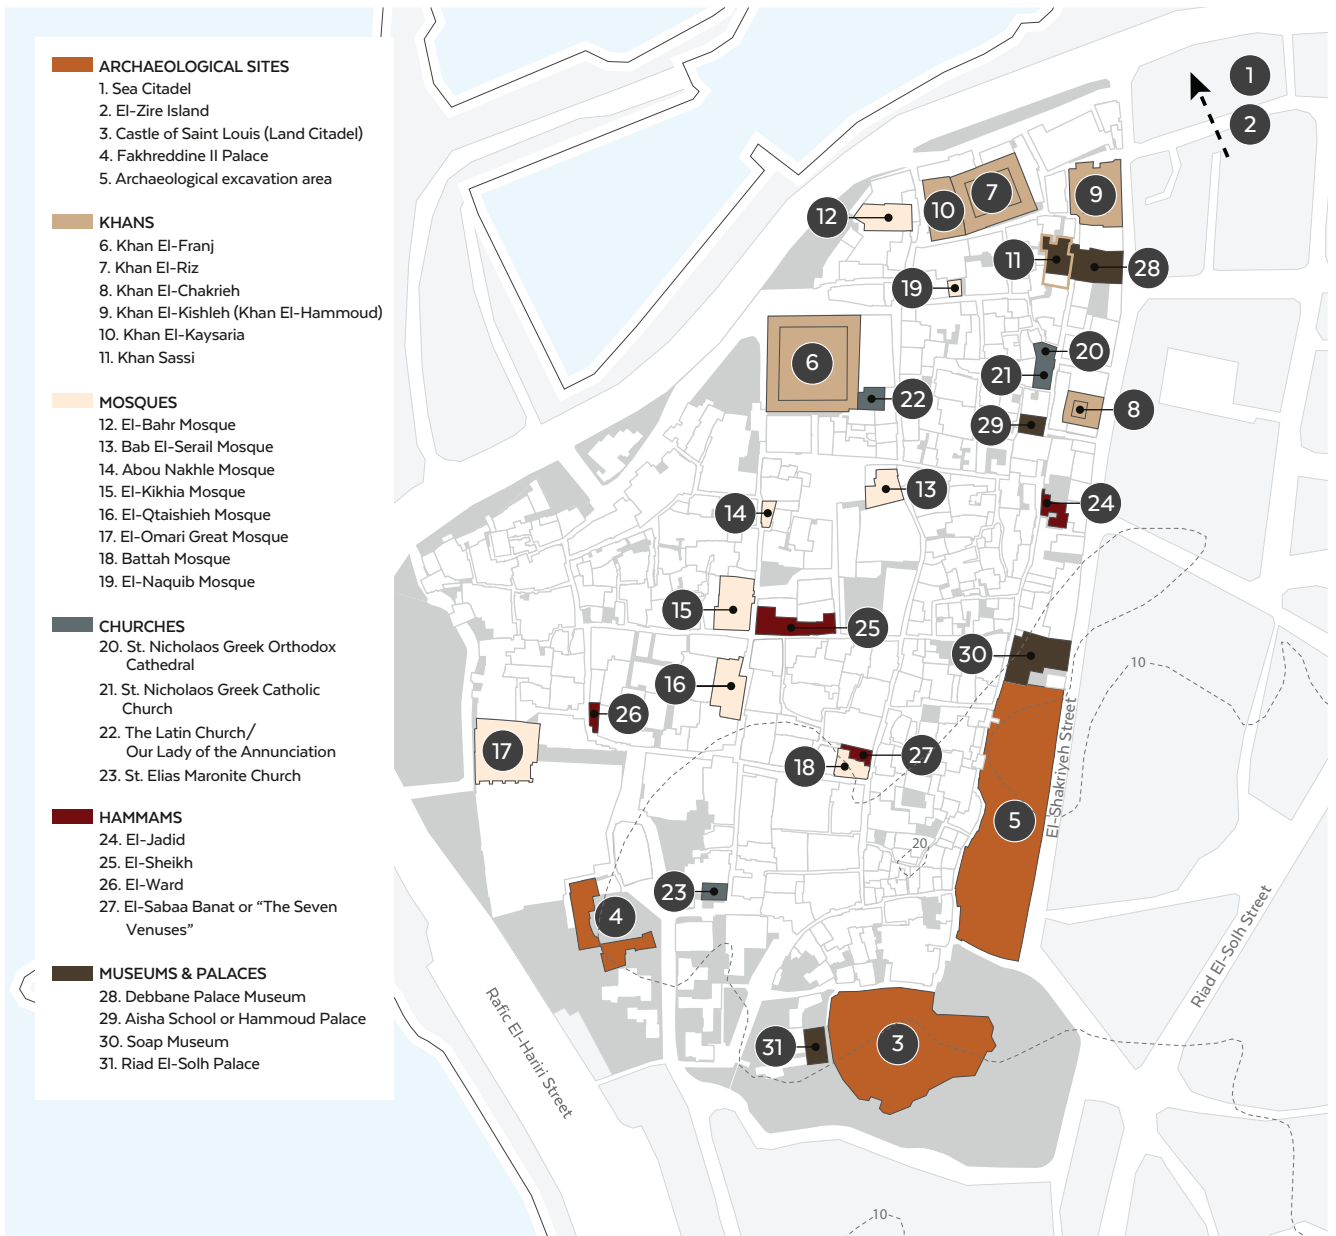 ARCHAEOLOGICAL SITES
1. Sea Citadel
2. El-Zire Island
3. Castle of Saint Louis (Land Citadel)
4. Fakhreddine II Palace
5. Archaeological excavation area
KHANS
6. Khan El-Franj
7. Khan El-Riz
8. Khan El-Chakrieh
9. Khan El-Kishleh (Khan El-Hammoud)
10. Khan El-Kaysaria
11. Khan Sassi
MOSQUES
12. El-Bahr Mosque
13. Bab El-Serail Mosque
14. Abou Nakhle Mosque
15. El-Kikhia Mosque
16. El-Qtaishieh Mosque
17. El-Omari Great Mosque
18. Battah Mosque
19. El-Naquib Mosque
CHURCHES
20. St. Nicholaos Greek Orthodox
Cathedral
21. St. Nicholaos Greek Catholic
Church
22. The Latin Church/
Our Lady of the Annunciation
23. St. Elias Maronite Church
HAMMAMS
24. El-Jadid
25. El-Sheikh
26. El-Ward
27. El-Sabaa Banat or “The Seven
Venuses”
MUSEUMS & PALACES
28. Debbane Palace Museum
29. Aisha School or Hammoud Palace
30. Soap Museum
31. Riad El-Solh Palace
1
2
7
9
10
12
11
28
19
20
6
21
22
8
29
13
24
14
15
25
30
10
16
26
17
27
18
El-Shakriyeh Street
5
20
23
4
Riad El-Solh Street
Rafic El-Hariri Street
31
3
10